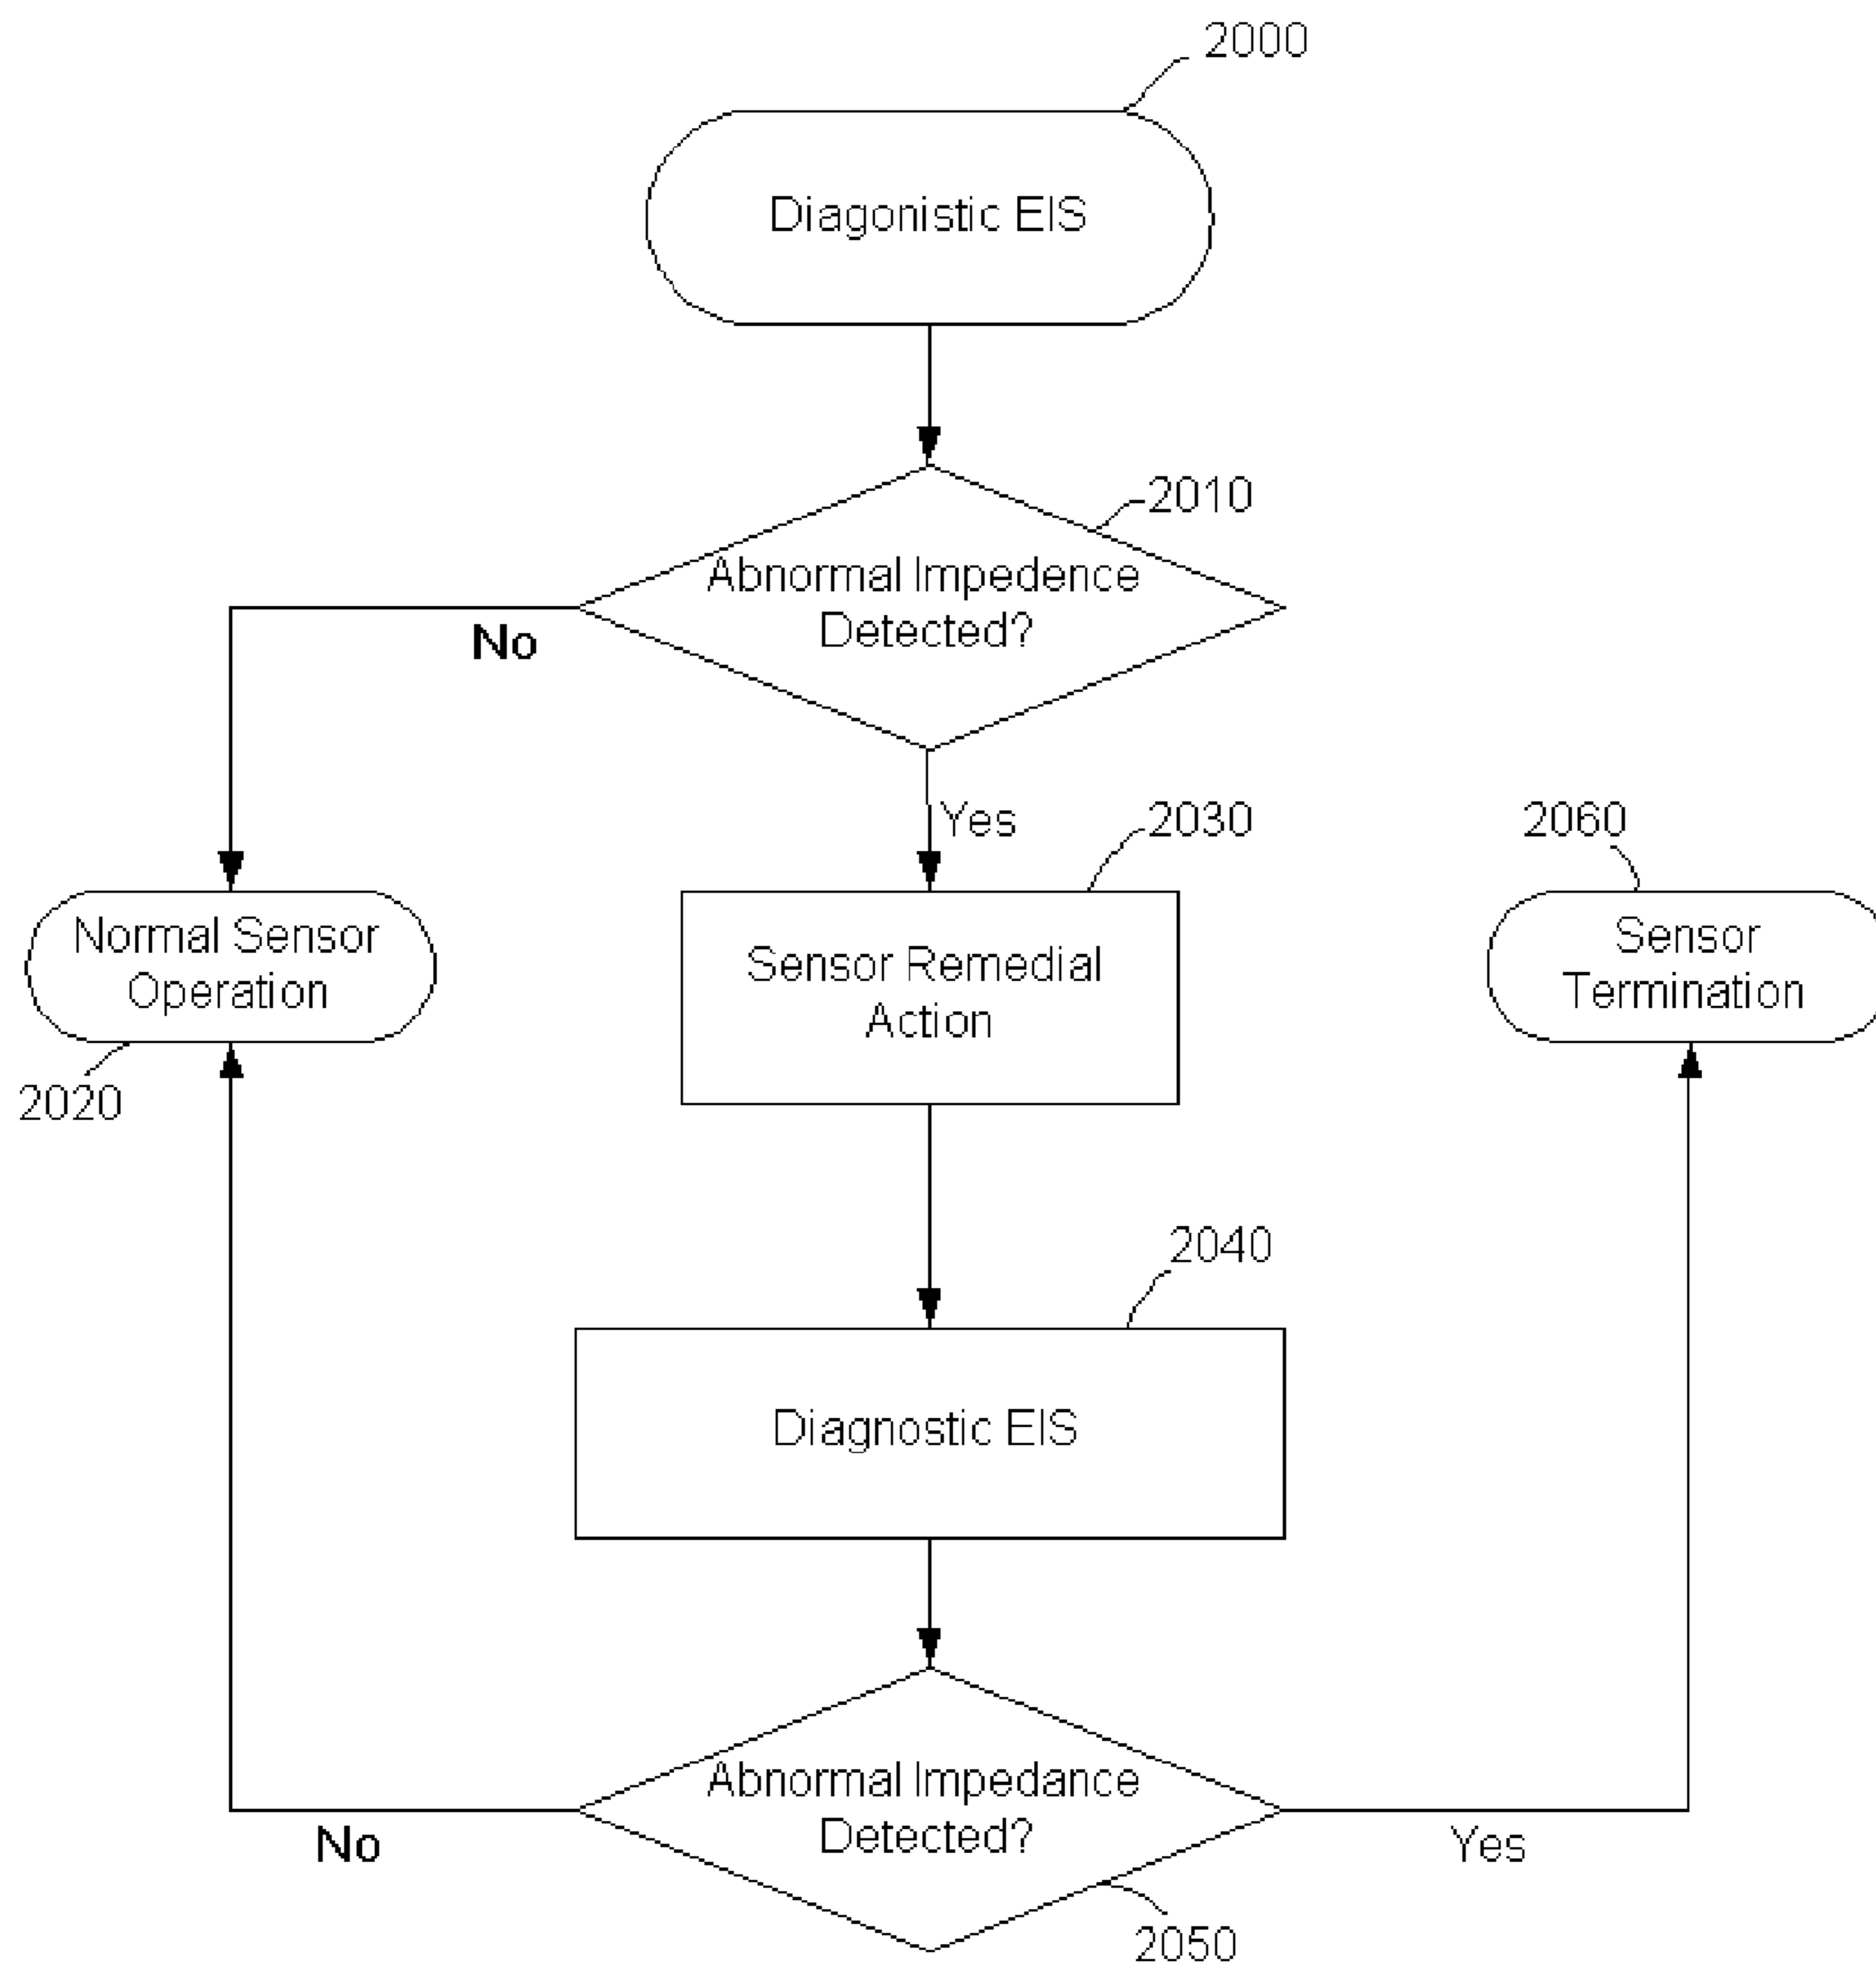 2000
Diagonistic EIS
2010
Abnormal Impedence
Detected?
No
Yes
2030
2060
Normal Sensor
Operation
Sensor Remedial
Action
Sensor
Termination
2020
2040
Diagnostic EIS
Abnormal Impedance
Detected?
No
Yes
2050